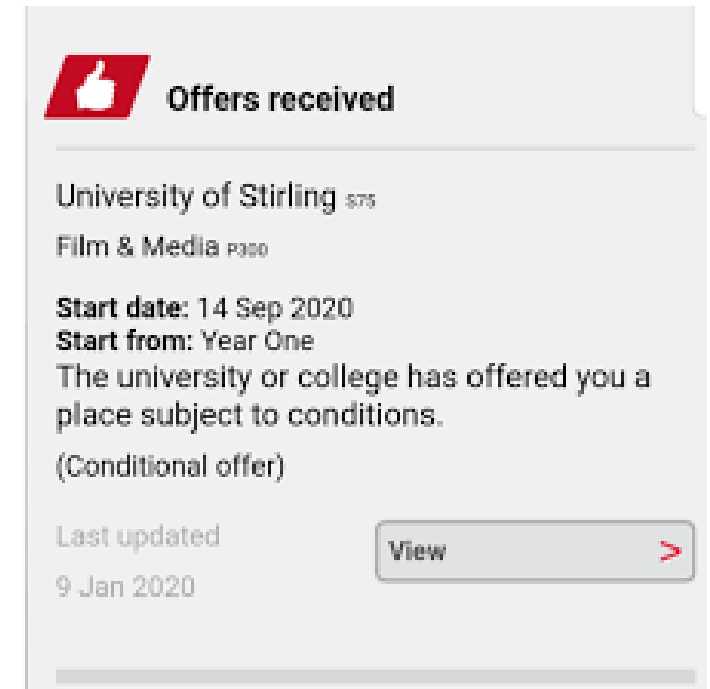 Offers received
University of Stirling S75
Film & Media P300
Start date: 14 Sep 2020
Start from: Year One
The university or college has offered you a
place subject to conditions.
(Conditional offer)
Last updated
View >
9 Jan 2020